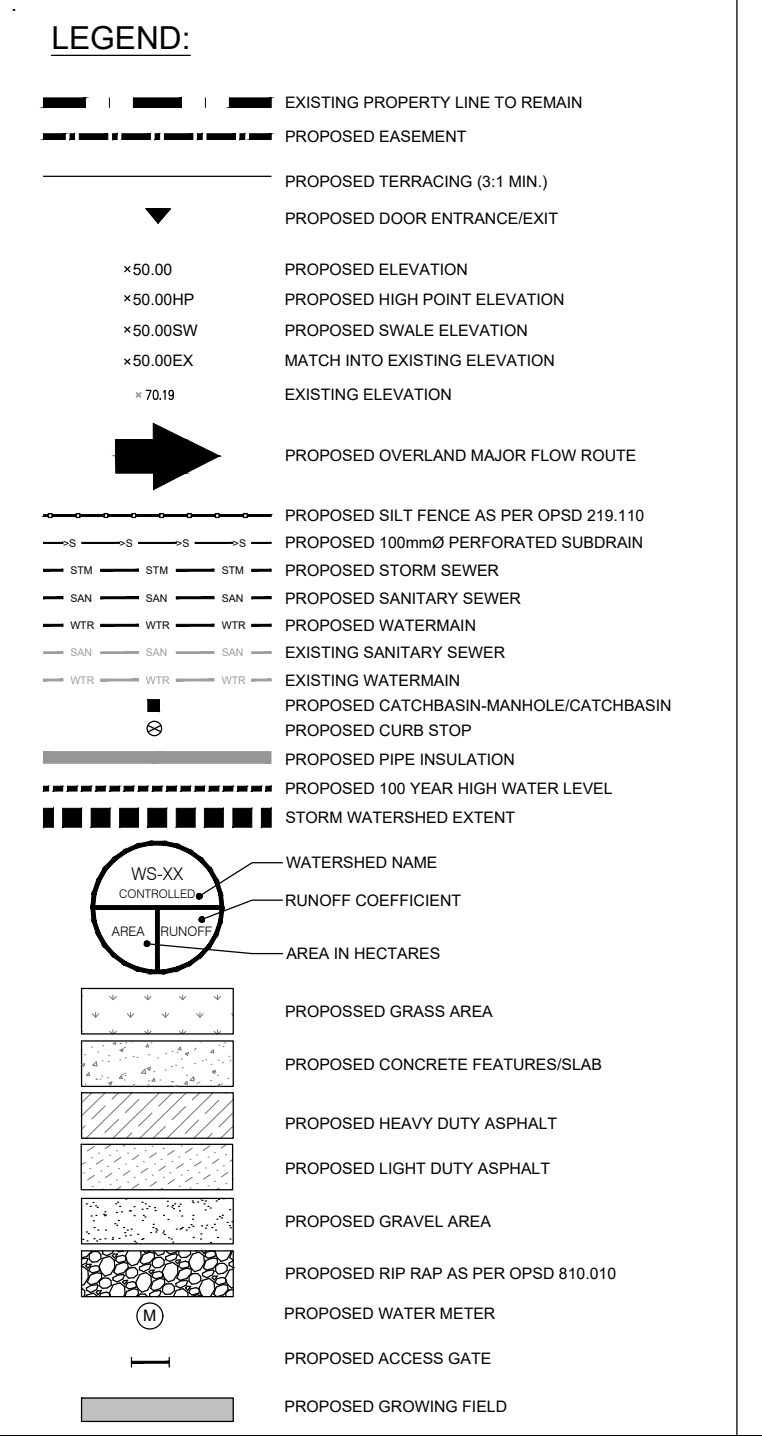 LEGEND:
EXISTING PROPERTY LINE TO REMAIN
PROPOSED EASEMENT
PROPOSED TERRACING (3:1 MIN.)
PROPOSED DOOR ENTRANCE/EXIT
×50.00 PROPOSED ELEVATION
×50.00HP PROPOSED HIGH POINT ELEVATION
×50.00SW PROPOSED SWALE ELEVATION
×50.00EX MATCH INTO EXISTING ELEVATION
× 70.19 EXISTING ELEVATION
PROPOSED OVERLAND MAJOR FLOW ROUTE
PROPOSED SILT FENCE AS PER OPSD 219.110
>S >S >S >S PROPOSED 100mmØ PERFORATED SUBDRAIN
STM STM STM PROPOSED STORM SEWER
SAN SAN SAN PROPOSED SANITARY SEWER
WTR WTR WTR PROPOSED WATERMAIN
SAN SAN SAN EXISTING SANITARY SEWER
WTR WTR WTR EXISTING WATERMAIN
PROPOSED CATCHBASIN-MANHOLE/CATCHBASIN
PROPOSED CURB STOP
PROPOSED PIPE INSULATION
PROPOSED 100 YEAR HIGH WATER LEVEL
STORM WATERSHED EXTENT
WATERSHED NAME
WS-XX
CONTROLLED
RUNOFF COEFFICIENT
AREA RUNOFF
AREA IN HECTARES
PROPOSSED GRASS AREA
PROPOSED CONCRETE FEATURES/SLAB
PROPOSED HEAVY DUTY ASPHALT
PROPOSED LIGHT DUTY ASPHALT
PROPOSED GRAVEL AREA
PROPOSED RIP RAP AS PER OPSD 810.010
M PROPOSED WATER METER
PROPOSED ACCESS GATE
PROPOSED GROWING FIELD